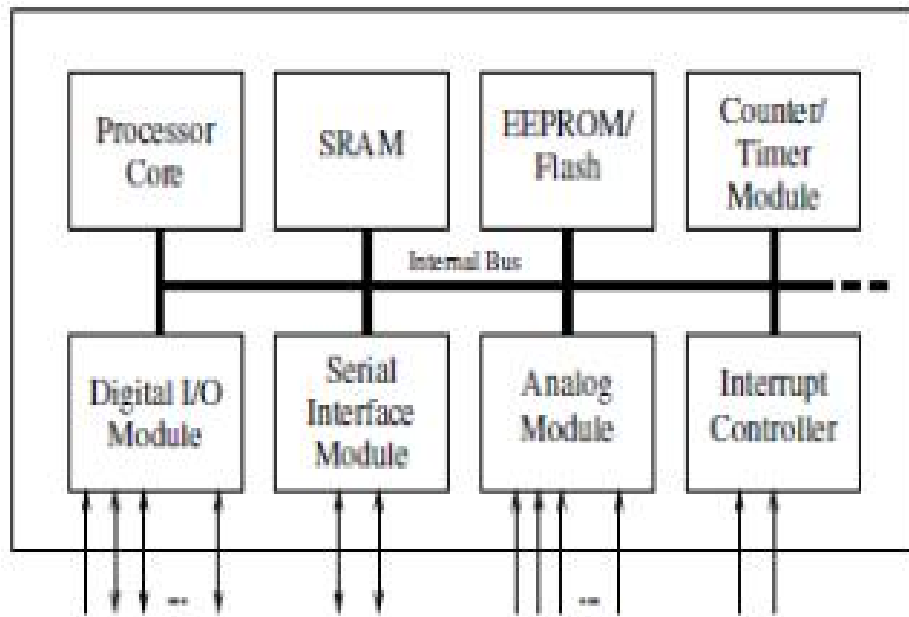 Processor
Core
SRAM
EEPROM/
Flash
Counter/
Timer
Module
Internal Bus
Digital I/O
Module
Serial
Interface
Module
Analog
Module
Interrupt
Controller
...
...